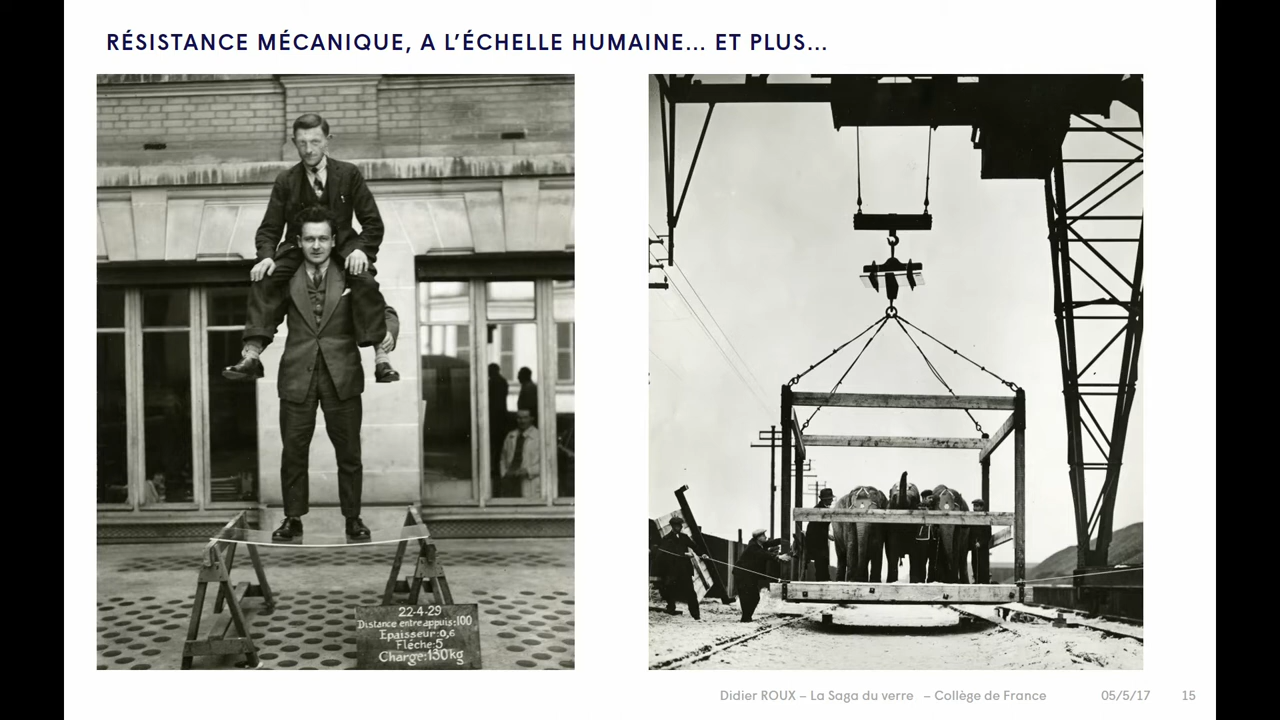 RÉSISTANCE MÉCANIQUE, A L'ÉCHELLE HUMAINE... ET PLUS...
22-4-29
Distance entre appuis:100
Epaisseur:0,6
Flèche:5
Charge:130kg
Didier ROUX – La Saga du verre – Collège de France
05/5/17
15